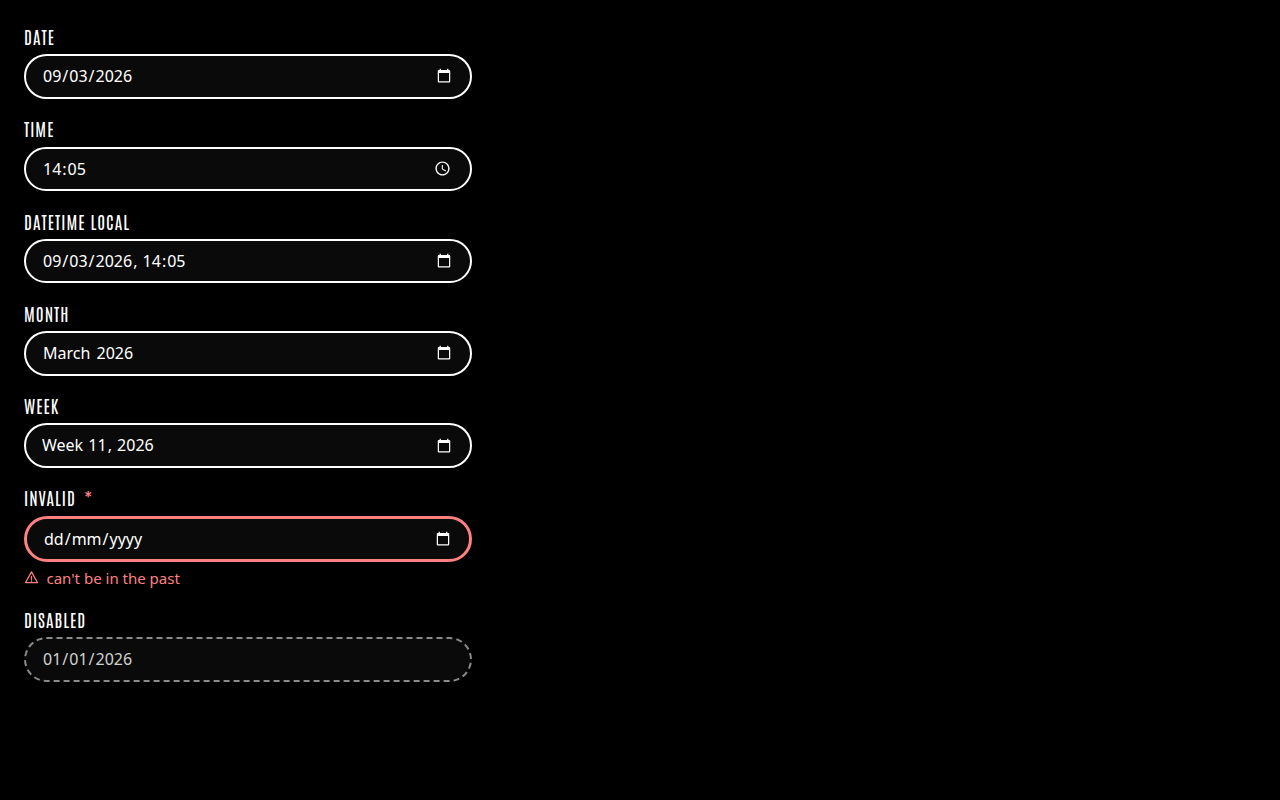 DATE
09/03/2026
TIME
14:05
DATETIME LOCAL
09/03/2026, 14:05
MONTH
March 2026
WEEK
Week 11, 2026
INVALID *
dd/mm/yyyy
can't be in the past
DISABLED
01/01/2026